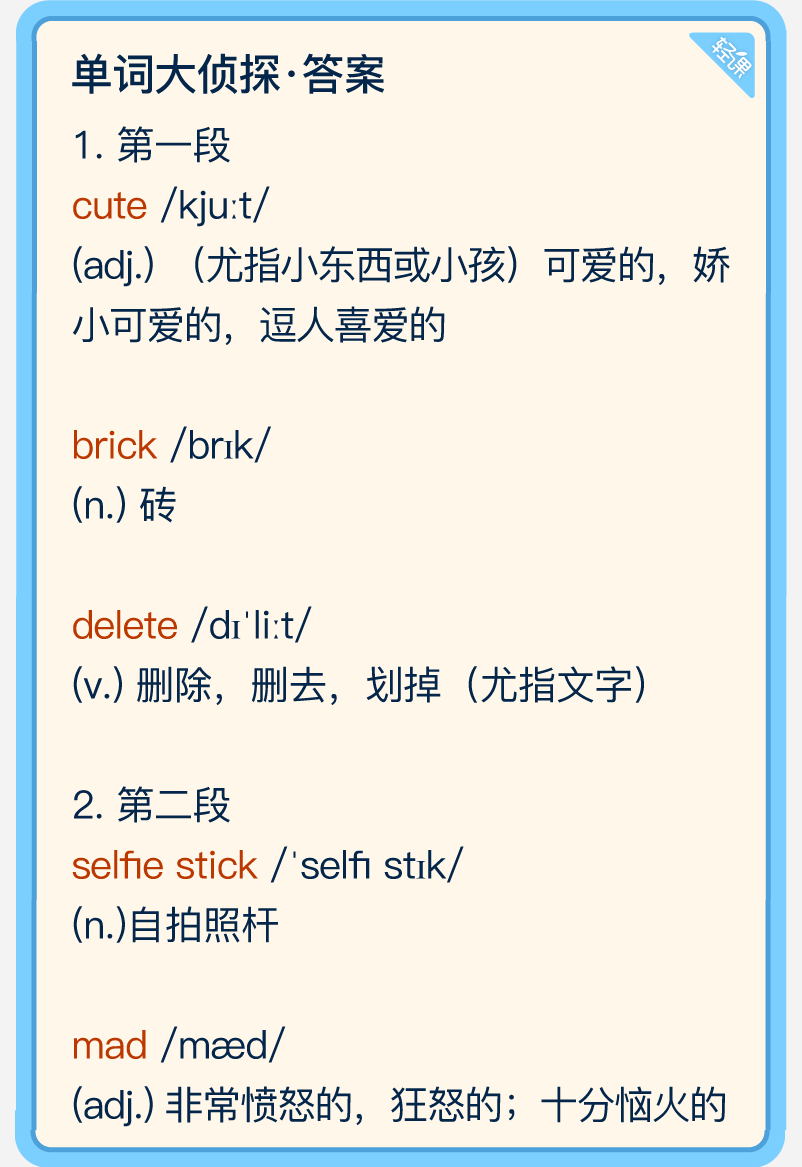 单词大侦探·答案
轻课
1. 第一段
cute /kjuːt/
(adj.) （尤指小东西或小孩）可爱的，娇
小可爱的，逗人喜爱的
brick /brɪk/
(n.) 砖
delete /dɪˈliːt/
(v.) 删除，删去，划掉（尤指文字）
2. 第二段
selfie stick /ˈselfi stɪk/
(n.)自拍照杆
mad /mæd/
(adj.) 非常愤怒的，狂怒的；十分恼火的